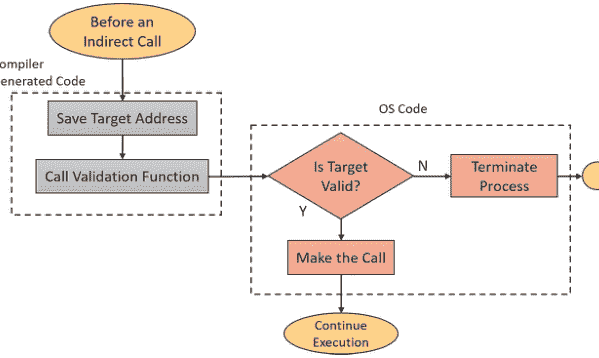 Before an
Indirect Call
ompiler
enerated Code
Save Target Address
Call Validation Function
OS Code
Is Target
Valid?
N
Terminate
Process
Y
Make the Call
Continue
Execution